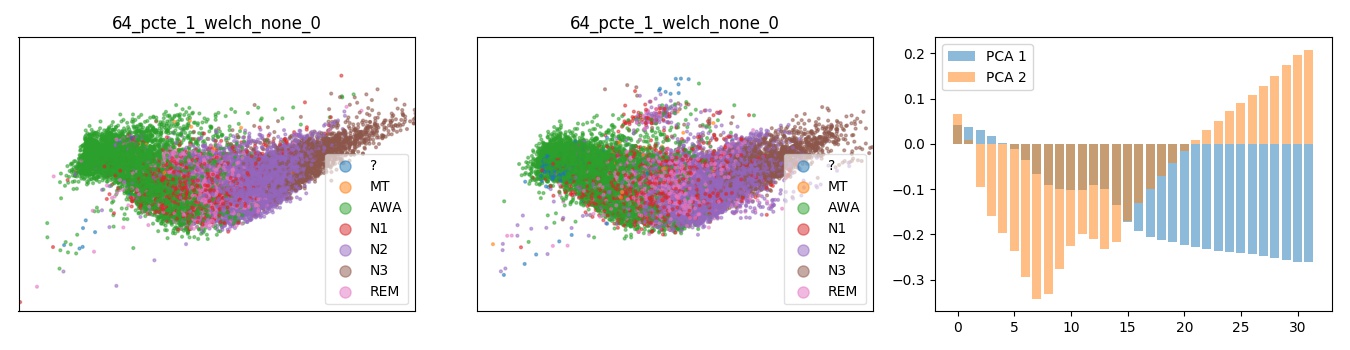 64_pcte_1_welch_none_0
?
MT
AWA
N1
N2
N3
REM
64_pcte_1_welch_none_0
?
MT
AWA
N1
N2
N3
REM
PCA 1
PCA 2
0.2
0.1
0.0
−0.1
−0.2
−0.3
0 5 10 15 20 25 30